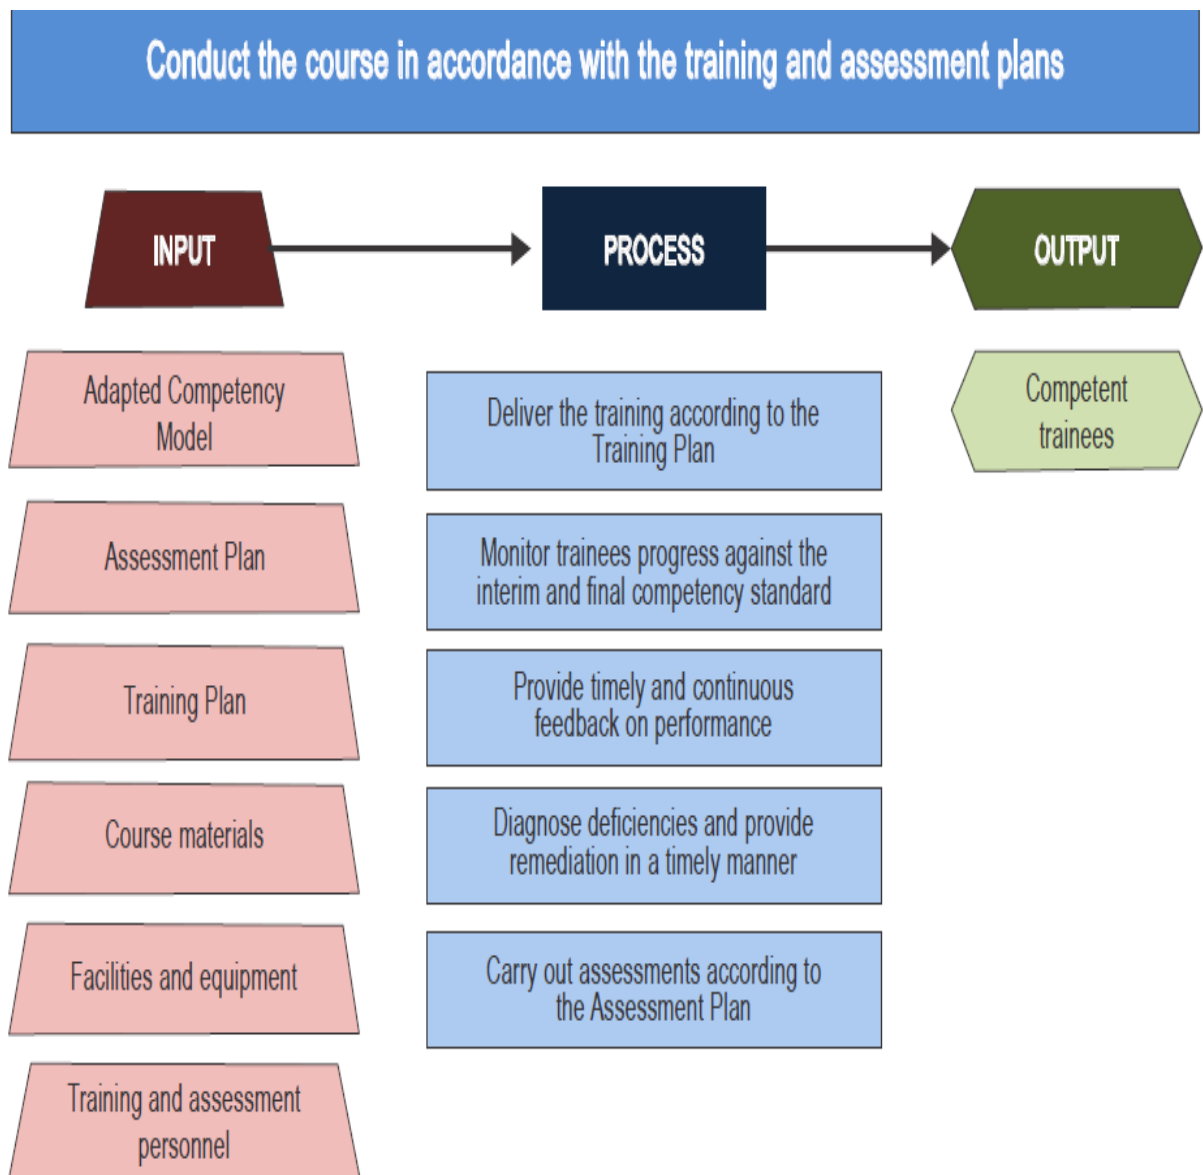 Conduct the course in accordance with the training and assessment plans
INPUT
PROCESS
OUTPUT
Adapted Competency
Model
Assessment Plan
Training Plan
Course materials
Facilities and equipment
Training and assessment
personnel
Deliver the training according to the
Training Plan
Monitor trainees progress against the
interim and final competency standard
Provide timely and continuous
feedback on performance
Diagnose deficiencies and provide
remediation in a timely manner
Carry out assessments according to
the Assessment Plan
Competent
trainees